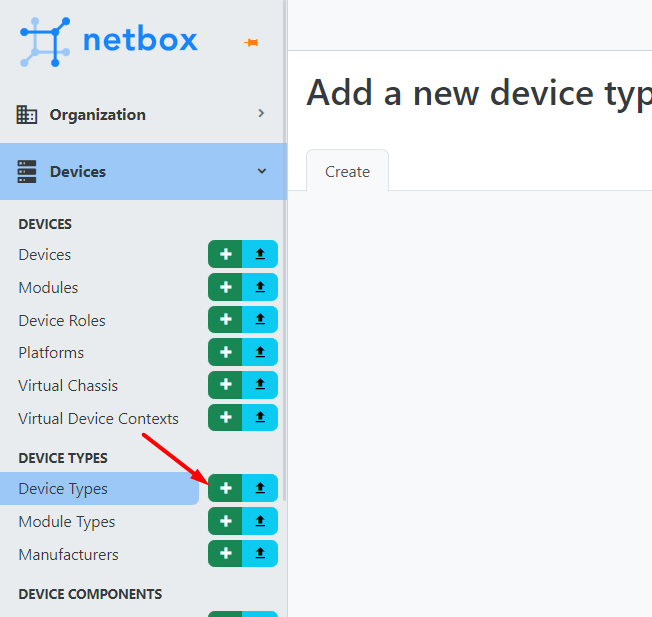 netbox
Organization
Devices
DEVICES
Devices
Modules
Device Roles
Platforms
Virtual Chassis
Virtual Device Contexts
DEVICE TYPES
Device Types
Module Types
Manufacturers
DEVICE COMPONENTS
Add a new device typ
Create